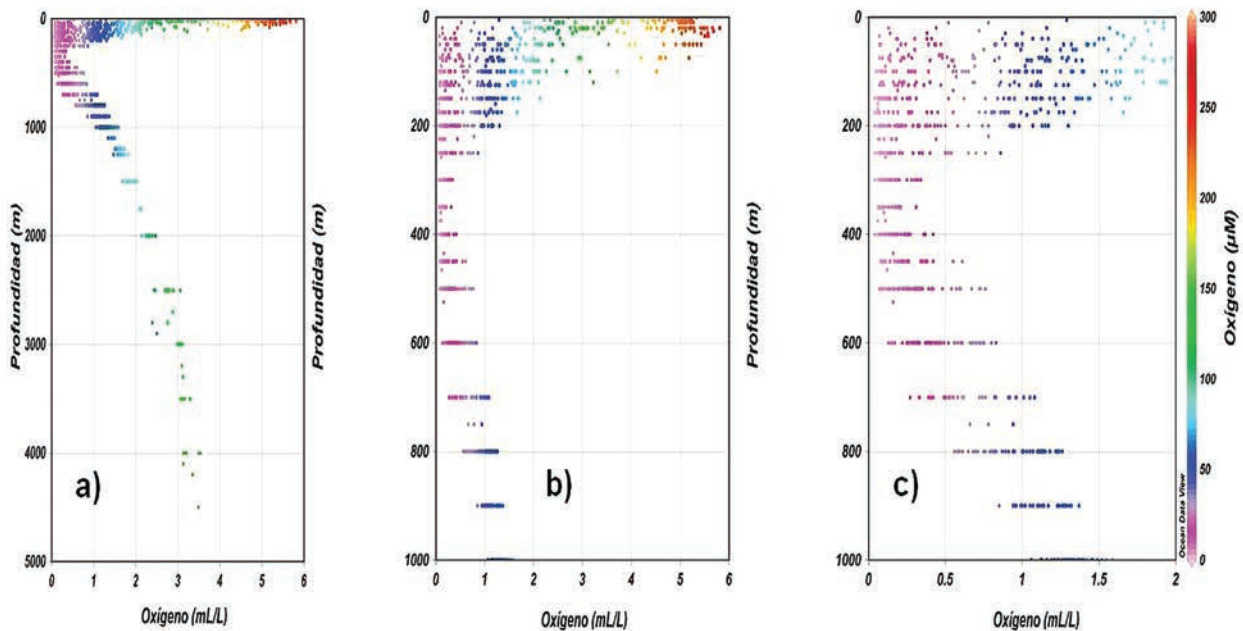 0
1000
2000
3000
4000
5000
Profundidad (m)
a)
0 1 2 3 4 5 6
Oxígeno (mL/L)
0
200
400
600
800
1000
Profundidad (m)
b)
0 1 2 3 4 5 6
Oxígeno (mL/L)
0
200
400
600
800
1000
Profundidad (m)
c)
Ocean Data View
0 0.5 1 1.5 2
Oxígeno (mL/L)
300
250
200
150
100
50
0
Oxígeno (µM)